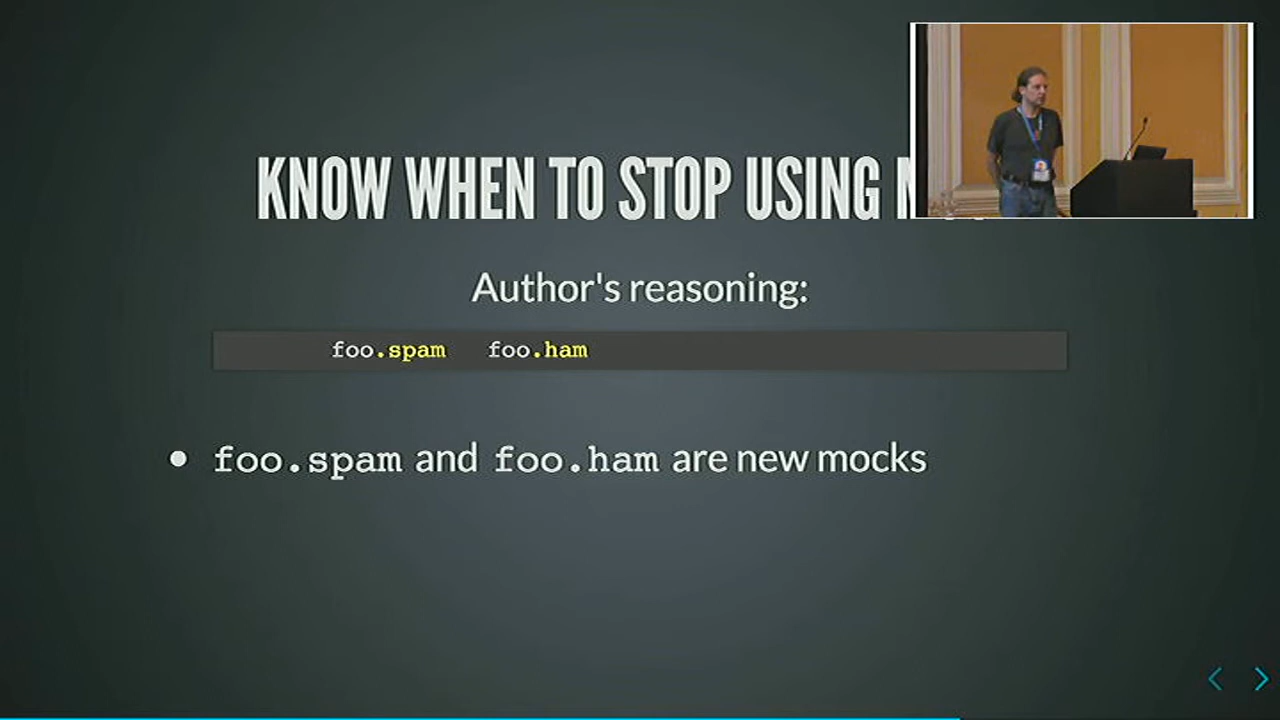 KNOW WHEN TO STOP USING
Author's reasoning:
foo.spam foo.ham
• foo.spam and foo.ham are new mocks